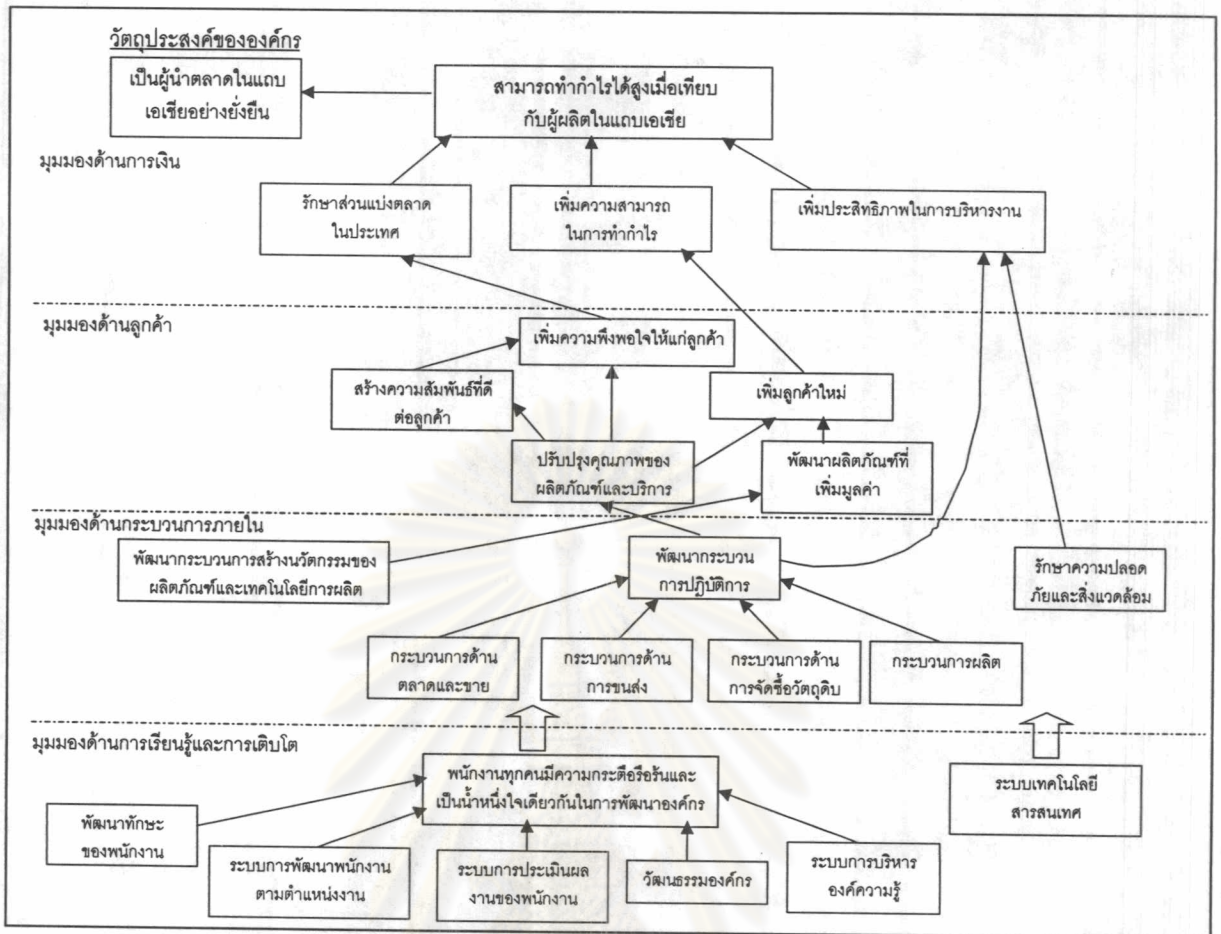 วัตถุประสงค์ขององค์กร
เป็นผู้นำตลาดในแถบ
เอเชียอย่างยั่งยืน
สามารถทำกำไรได้สูงเมื่อเทียบ
กับผู้ผลิตในแถบเอเชีย
มุมมองด้านการเงิน
รักษาส่วนแบ่งตลาด
ในประเทศ
เพิ่มความสามารถ
ในการทำกำไร
เพิ่มประสิทธิภาพในการบริหารงาน
มุมมองด้านลูกค้า
เพิ่มความพึงพอใจให้แก่ลูกค้า
สร้างความสัมพันธ์ที่ดี
ต่อลูกค้า
เพิ่มลูกค้าใหม่
ปรับปรุงคุณภาพของ
ผลิตภัณฑ์และบริการ
พัฒนาผลิตภัณฑ์ที่
เพิ่มมูลค่า
มุมมองด้านกระบวนการภายใน
พัฒนากระบวนการสร้างนวัตกรรมของ
ผลิตภัณฑ์และเทคโนโลยีการผลิต
พัฒนากระบวน
การปฏิบัติการ
รักษาความปลอด
ภัยและสิ่งแวดล้อม
กระบวนการด้าน
ตลาดและขาย
กระบวนการด้าน
การขนส่ง
กระบวนการด้าน
การจัดซื้อวัตถุดิบ
กระบวนการผลิต
มุมมองด้านการเรียนรู้และการเติบโต
พนักงานทุกคนมีความกระตือรือร้นและ
เป็นน้ำหนึ่งใจเดียวกันในการพัฒนาองค์กร
ระบบเทคโนโลยี
สารสนเทศ
พัฒนาทักษะ
ของพนักงาน
ระบบการพัฒนาพนักงาน
ตามตำแหน่งงาน
ระบบการประเมินผล
งานของพนักงาน
วัฒนธรรมองค์กร
ระบบการบริหาร
องค์ความรู้